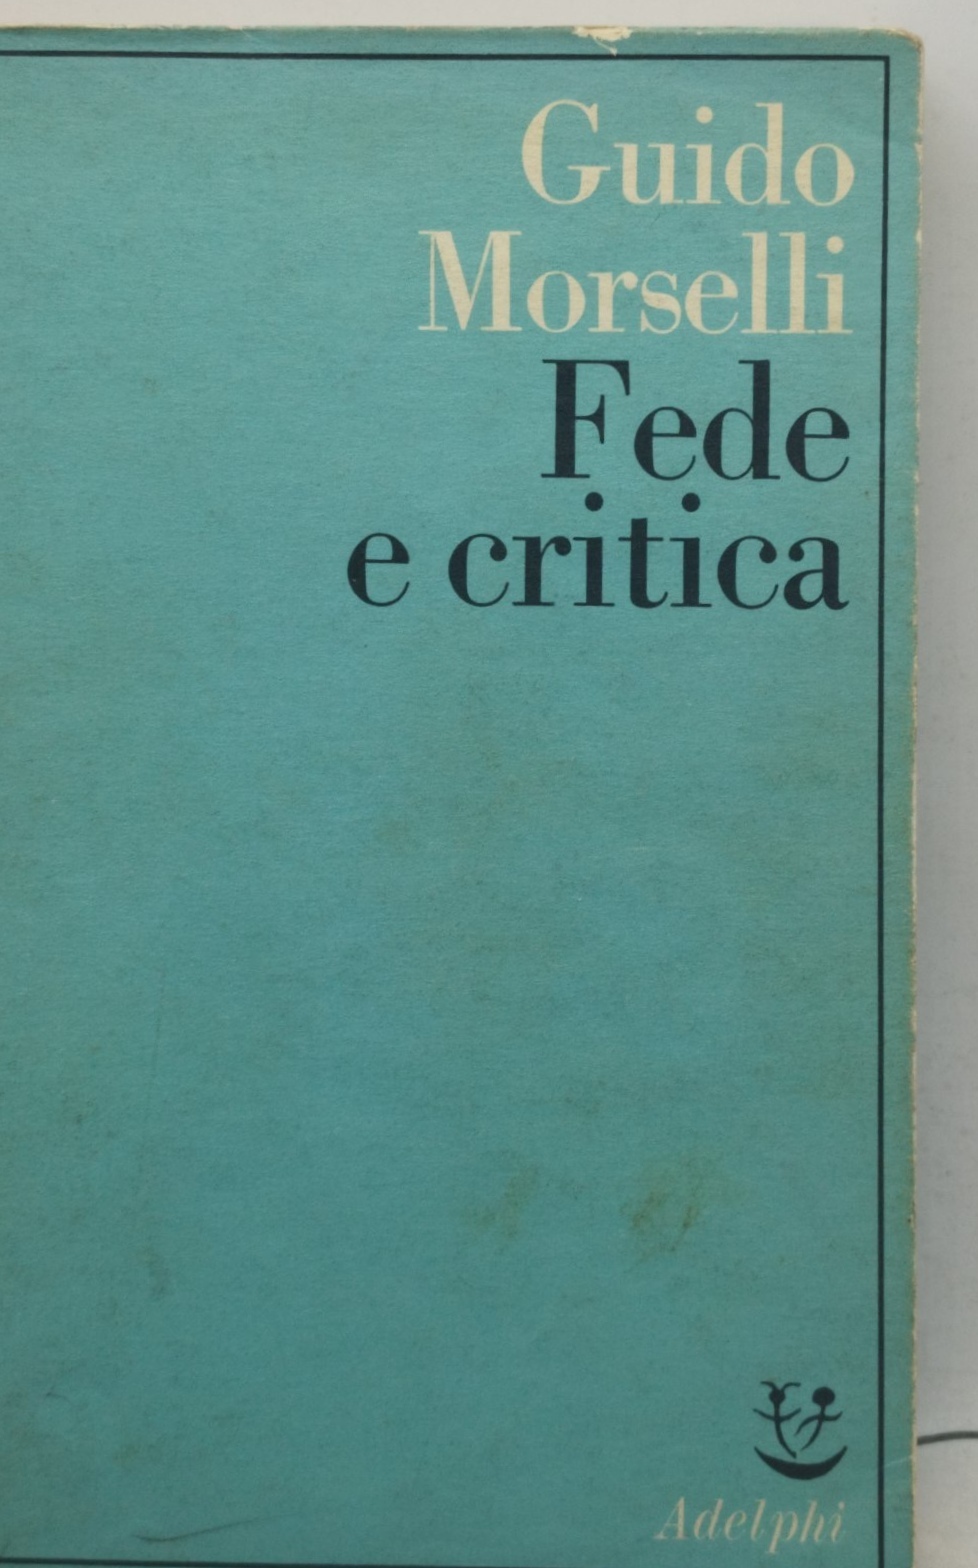 Guido
Morselli
Fede
e critica
Adelphi